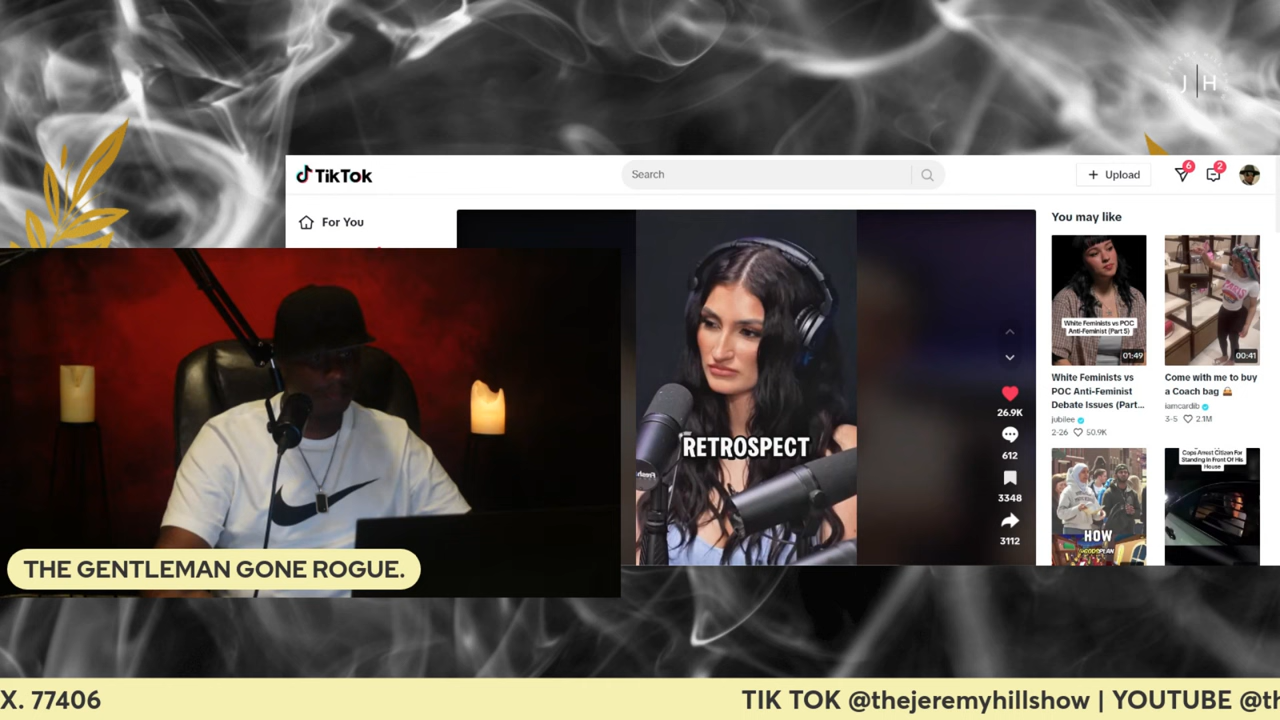 J | H
TikTok
Search
Upload
6
2
For You
You may like
RETROSPECT
26.9K
612
3348
3112
White Feminists vs POC
Anti-Feminist (Part 5)
01:49
White Feminists vs
POC Anti-Feminist
Debate Issues (Part...
jubilee
2-26 50.9K
00:41
Come with me to buy
a Coach bag
iamcardib
3-5 2.1M
HOW
Cops Arrest Citizen For
Standing In Front Of His
House
THE GENTLEMAN GONE ROGUE.
X. 77406
TIK TOK @thejeremyhillshow | YOUTUBE @th